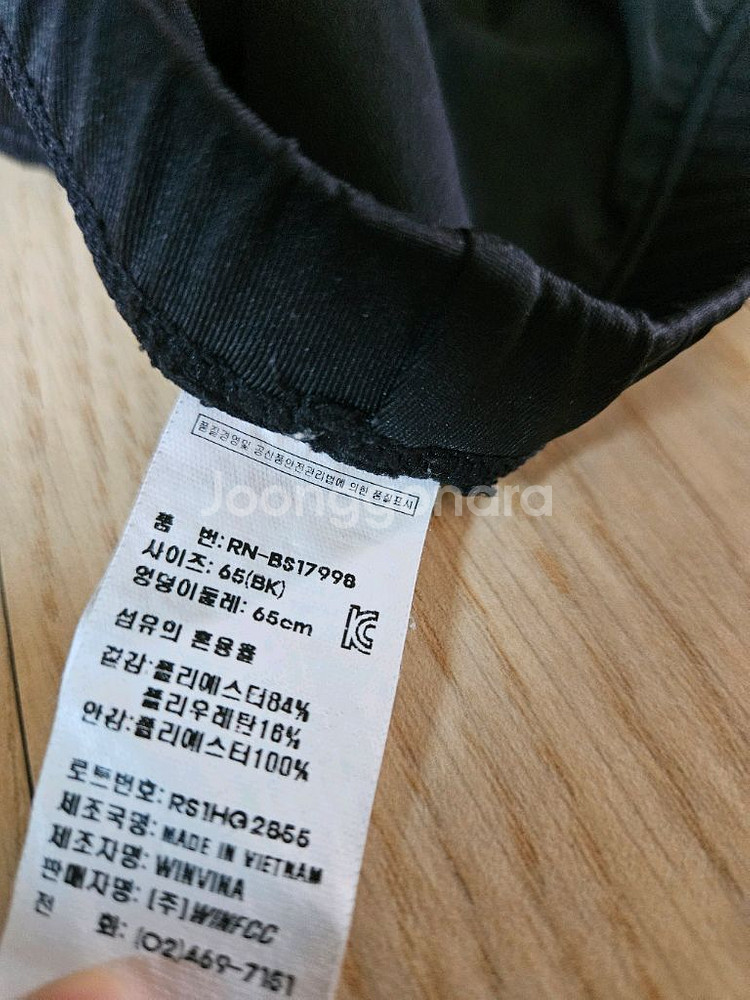 품질경영및 공산품안전관리법에 의한 품질표시
Joonggonara
품 번: RN-BS17998
사이즈: 65(BK)
엉덩이둘레: 65cm
섬유의 혼용율
겉감:폴리에스터84%
폴리우레탄16%
안감:폴리에스터100%
로트번호: RS1HG2855
제조국명: MADE IN VIETNAM
제조자명: WINVINA
판매자명: (주)WINFCC
전 화: (02)469-7151